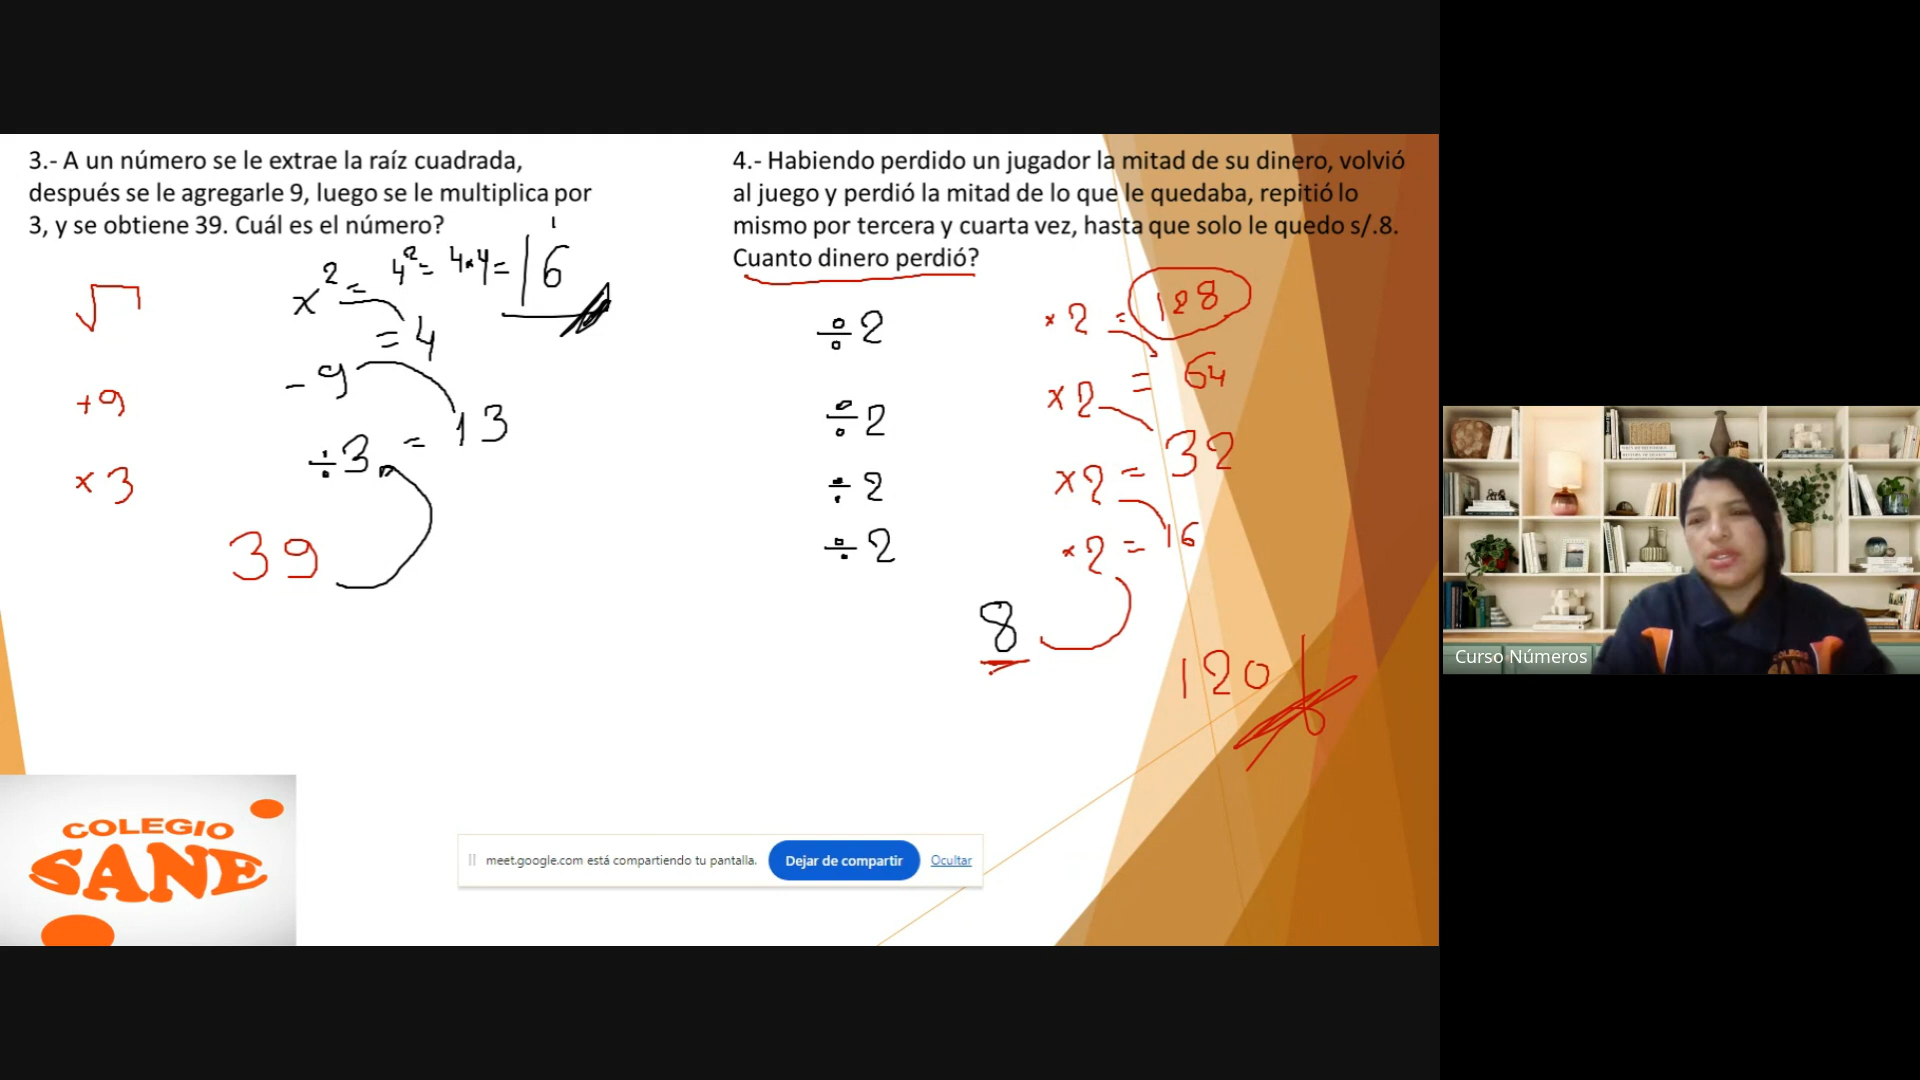 3.- A un número se le extrae la raíz cuadrada,
después se le agregarle 9, luego se le multiplica por
3, y se obtiene 39. Cuál es el número?
√
+9
×3
39
x² = 4² = 4×4 = 16
= 4
-9
÷3 = 13
4.- Habiendo perdido un jugador la mitad de su dinero, volvió
al juego y perdió la mitad de lo que le quedaba, repitió lo
mismo por tercera y cuarta vez, hasta que solo le quedo s/.8.
Cuanto dinero perdió?
÷2
÷2
÷2
÷2
×2 = 128
×2 = 64
×2 = 32
×2 = 16
8
120
COLEGIO
SANE
meet.google.com está compartiendo tu pantalla.
Dejar de compartir
Ocultar
Curso Números